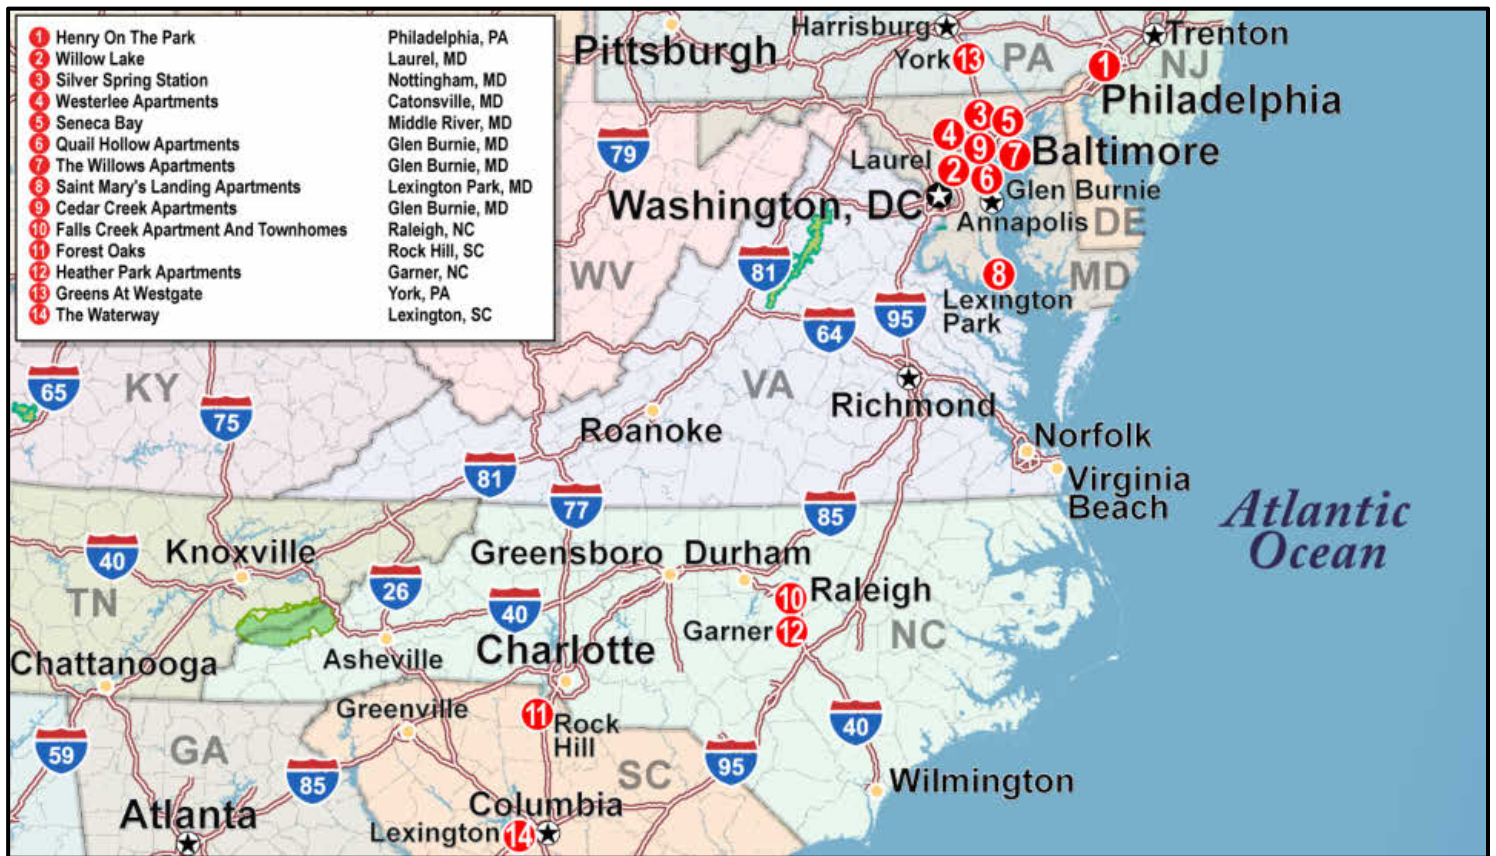 1 Henry On The Park Philadelphia, PA
2 Willow Lake Laurel, MD
3 Silver Spring Station Nottingham, MD
4 Westerlee Apartments Catonsville, MD
5 Seneca Bay Middle River, MD
6 Quail Hollow Apartments Glen Burnie, MD
7 The Willows Apartments Glen Burnie, MD
8 Saint Mary's Landing Apartments Lexington Park, MD
9 Cedar Creek Apartments Glen Burnie, MD
10 Falls Creek Apartment And Townhomes Raleigh, NC
11 Forest Oaks Rock Hill, SC
12 Heather Park Apartments Garner, NC
13 Greens At Westgate York, PA
14 The Waterway Lexington, SC
Pittsburgh
Harrisburg
Trenton
York 13
PA
1
NJ
Philadelphia
79
3
5
4
9
7
Baltimore
Laurel
2
6
Glen Burnie
Washington, DC
Annapolis
DE
81
WV
8
MD
Lexington
Park
64
95
65
KY
75
VA
Richmond
Roanoke
Norfolk
81
Virginia
Beach
77
85
Atlantic
Ocean
40
Knoxville
Greensboro
Durham
TN
26
40
10
Raleigh
Garner 12
NC
Chattanooga
Asheville
Charlotte
Greenville
11
Rock
Hill
40
59
GA
85
SC
95
Wilmington
Atlanta
Columbia
Lexington 14